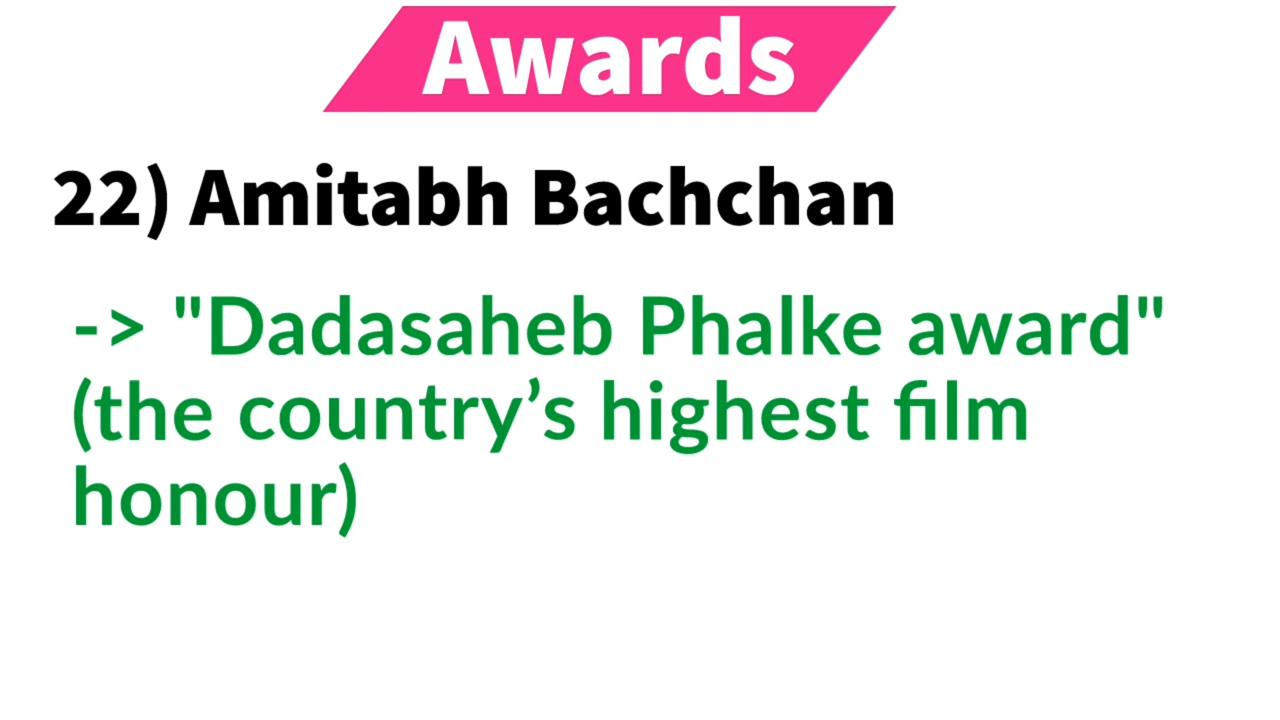 Awards
22) Amitabh Bachchan
-> "Dadasaheb Phalke award"
(the country’s highest film
honour)